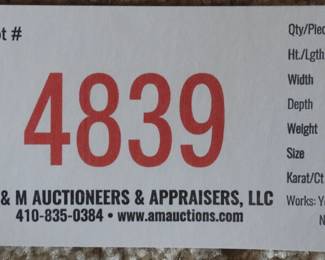 ot #
4839
& M AUCTIONEERS & APPRAISERS, LLC
410-835-0384 • www.amauctions.com
Qty/Piec
Ht./Lgth
Width
Depth
Weight
Size
Karat/Ct
Works: Y
N